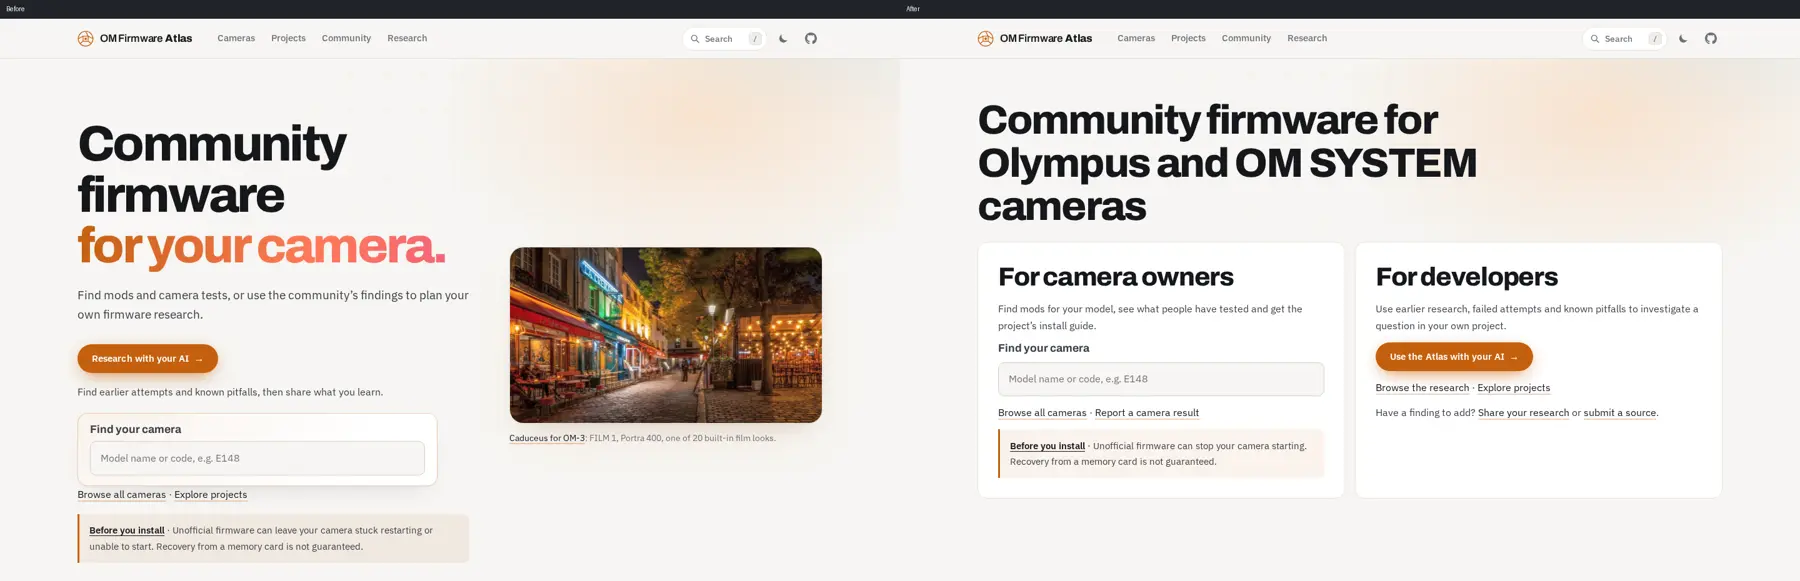 Before
OM Firmware Atlas
Cameras
Projects
Community
Research
Search
/
Community
firmware
for your camera.
Find mods and camera tests, or use the community's findings to plan your
own firmware research.
Research with your AI →
Find earlier attempts and known pitfalls, then share what you learn.
Find your camera
Model name or code, e.g. E148
Browse all cameras · Explore projects
Before you install · Unofficial firmware can leave your camera stuck restarting or
unable to start. Recovery from a memory card is not guaranteed.
Caduceus for OM-3: FILM 1, Portra 400, one of 20 built-in film looks.
After
OM Firmware Atlas
Cameras
Projects
Community
Research
Search
/
Community firmware for
Olympus and OM SYSTEM
cameras
For camera owners
Find mods for your model, see what people have tested and get the
project's install guide.
Find your camera
Model name or code, e.g. E148
Browse all cameras · Report a camera result
Before you install · Unofficial firmware can stop your camera starting.
Recovery from a memory card is not guaranteed.
For developers
Use earlier research, failed attempts and known pitfalls to investigate a
question in your own project.
Use the Atlas with your AI →
Browse the research · Explore projects
Have a finding to add? Share your research or submit a source.